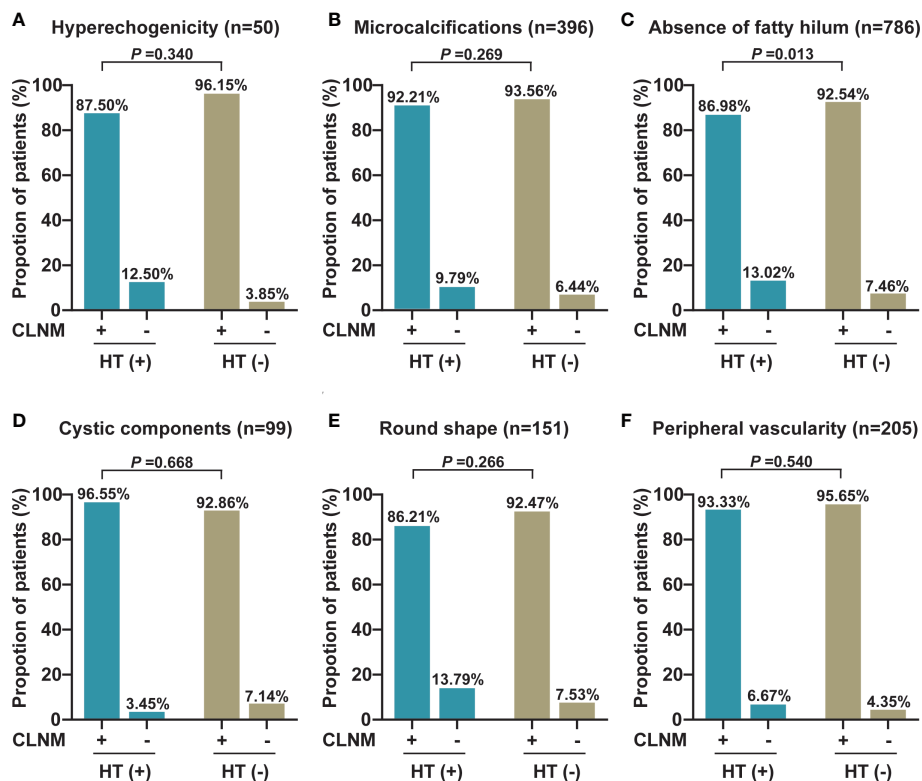 A Hyperechogenicity (n=50)
P =0.340
Propotion of patients (%)
100
80
60
40
20
0
87.50%
12.50%
96.15%
3.85%
CLNM + - + -
HT (+) HT (-)
B Microcalcifications (n=396)
P =0.269
Propotion of patients (%)
100
80
60
40
20
0
92.21%
9.79%
93.56%
6.44%
+ - + -
HT (+) HT (-)
C Absence of fatty hilum (n=786)
P =0.013
Propotion of patients (%)
100
80
60
40
20
0
86.98%
13.02%
92.54%
7.46%
+ - + -
HT (+) HT (-)
D Cystic components (n=99)
P =0.668
Propotion of patients (%)
100
80
60
40
20
0
96.55%
3.45%
92.86%
7.14%
CLNM + - + -
HT (+) HT (-)
E Round shape (n=151)
P =0.266
Propotion of patients (%)
100
80
60
40
20
0
86.21%
13.79%
92.47%
7.53%
+ - + -
HT (+) HT (-)
F Peripheral vascularity (n=205)
P =0.540
Propotion of patients (%)
100
80
60
40
20
0
93.33%
6.67%
95.65%
4.35%
+ - + -
HT (+) HT (-)